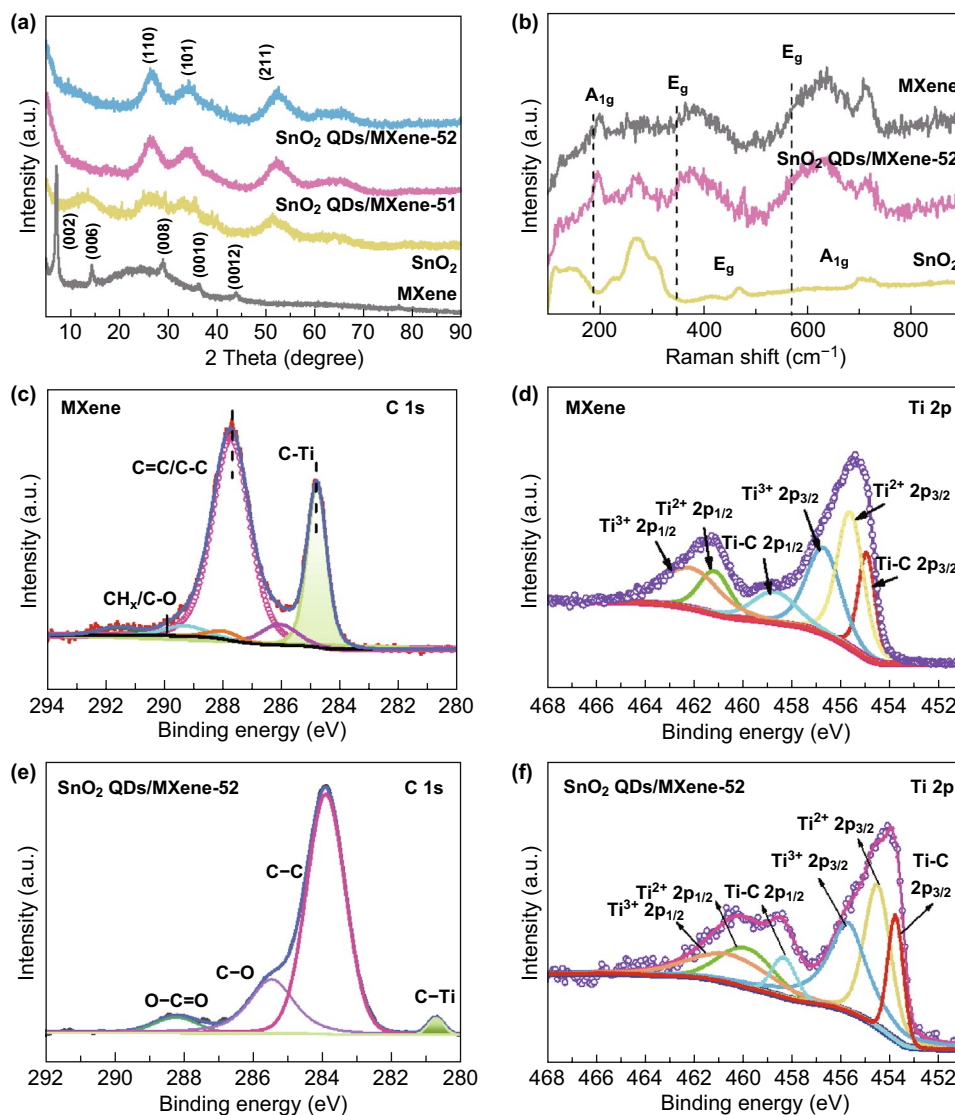 (a)
(110)
(101)
(211)
SnO₂ QDs/MXene-52
SnO₂ QDs/MXene-51
SnO₂
MXene
(002)
(006)
(008)
(0010)
(0012)
Intensity (a.u.)
10 20 30 40 50 60 70 80 90
2 Theta (degree)
(b)
A1g
Eg
Eg
MXene
SnO₂ QDs/MXene-52
Eg
A1g
SnO₂
Intensity (a.u.)
200 400 600 800
Raman shift (cm⁻¹)
(c)
MXene
C 1s
C=C/C-C
C-Ti
CHx/C-O
Intensity (a.u.)
294 292 290 288 286 284 282 280
Binding energy (eV)
(d)
MXene
Ti 2p
Ti³⁺ 2p1/2
Ti²⁺ 2p1/2
Ti-C 2p1/2
Ti³⁺ 2p3/2
Ti²⁺ 2p3/2
Ti-C 2p3/2
Intensity (a.u.)
468 466 464 462 460 458 456 454 452
Binding energy (eV)
(e)
SnO₂ QDs/MXene-52
C 1s
C–C
C–O
O–C=O
C–Ti
Intensity (a.u.)
292 290 288 286 284 282 280
Binding energy (eV)
(f)
SnO₂ QDs/MXene-52
Ti 2p
Ti²⁺ 2p3/2
Ti³⁺ 2p3/2
Ti-C
2p3/2
Ti²⁺ 2p1/2
Ti-C 2p1/2
Ti³⁺ 2p1/2
Intensity (a.u.)
468 466 464 462 460 458 456 454 452
Binding energy (eV)